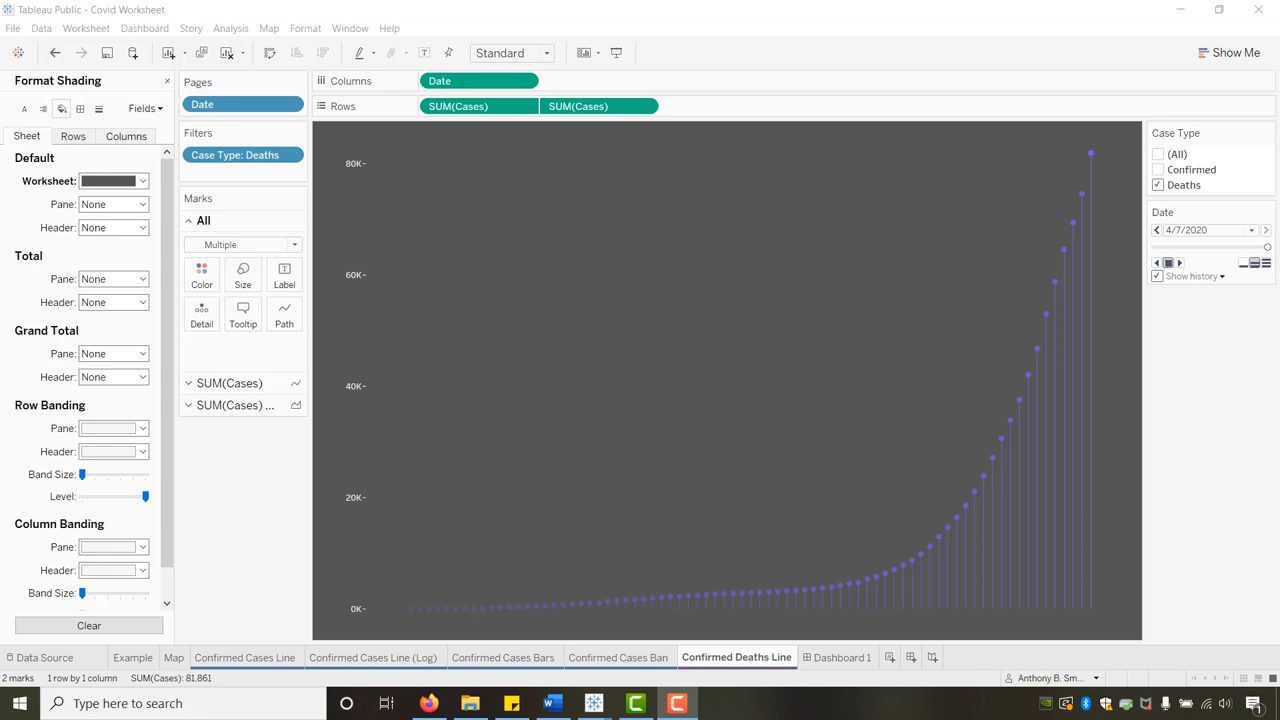 Tableau Public - Covid Worksheet
File Data Worksheet Dashboard Story Analysis Map Format Window Help
Standard
Show Me
Format Shading
Fields
Sheet Rows Columns
Default
Worksheet:
Pane: None
Header: None
Total
Pane: None
Header: None
Grand Total
Pane: None
Header: None
Row Banding
Pane:
Header:
Band Size:
Level:
Column Banding
Pane:
Header:
Band Size:
Clear
Pages
Date
Filters
Case Type: Deaths
Marks
All
Multiple
Color Size Label
Detail Tooltip Path
SUM(Cases)
SUM(Cases) ...
Columns Date
Rows SUM(Cases) SUM(Cases)
80K
60K
40K
20K
0K
Case Type
(All)
Confirmed
Deaths
Date
4/7/2020
Show history
Data Source Example Map Confirmed Cases Line Confirmed Cases Line (Log) Confirmed Cases Bars Confirmed Cases Ban Confirmed Deaths Line Dashboard 1
2 marks 1 row by 1 column SUM(Cases): 81,861
Anthony B. Sm...
Type here to search